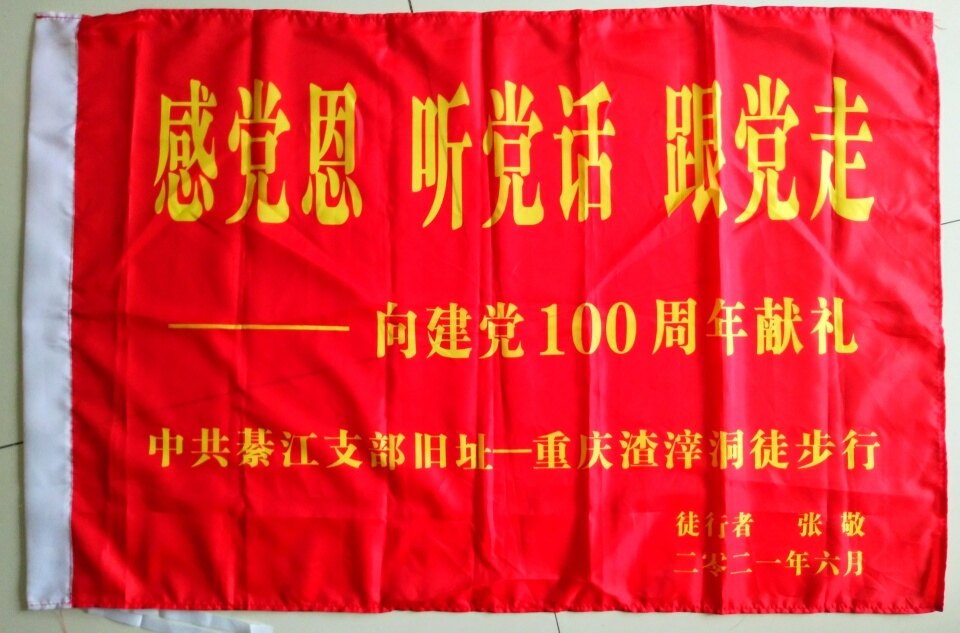 感党恩 听党话 跟党走
——向建党100周年献礼
中共綦江支部旧址—重庆渣滓洞徒步行
徒行者 张敬
二零二一年六月